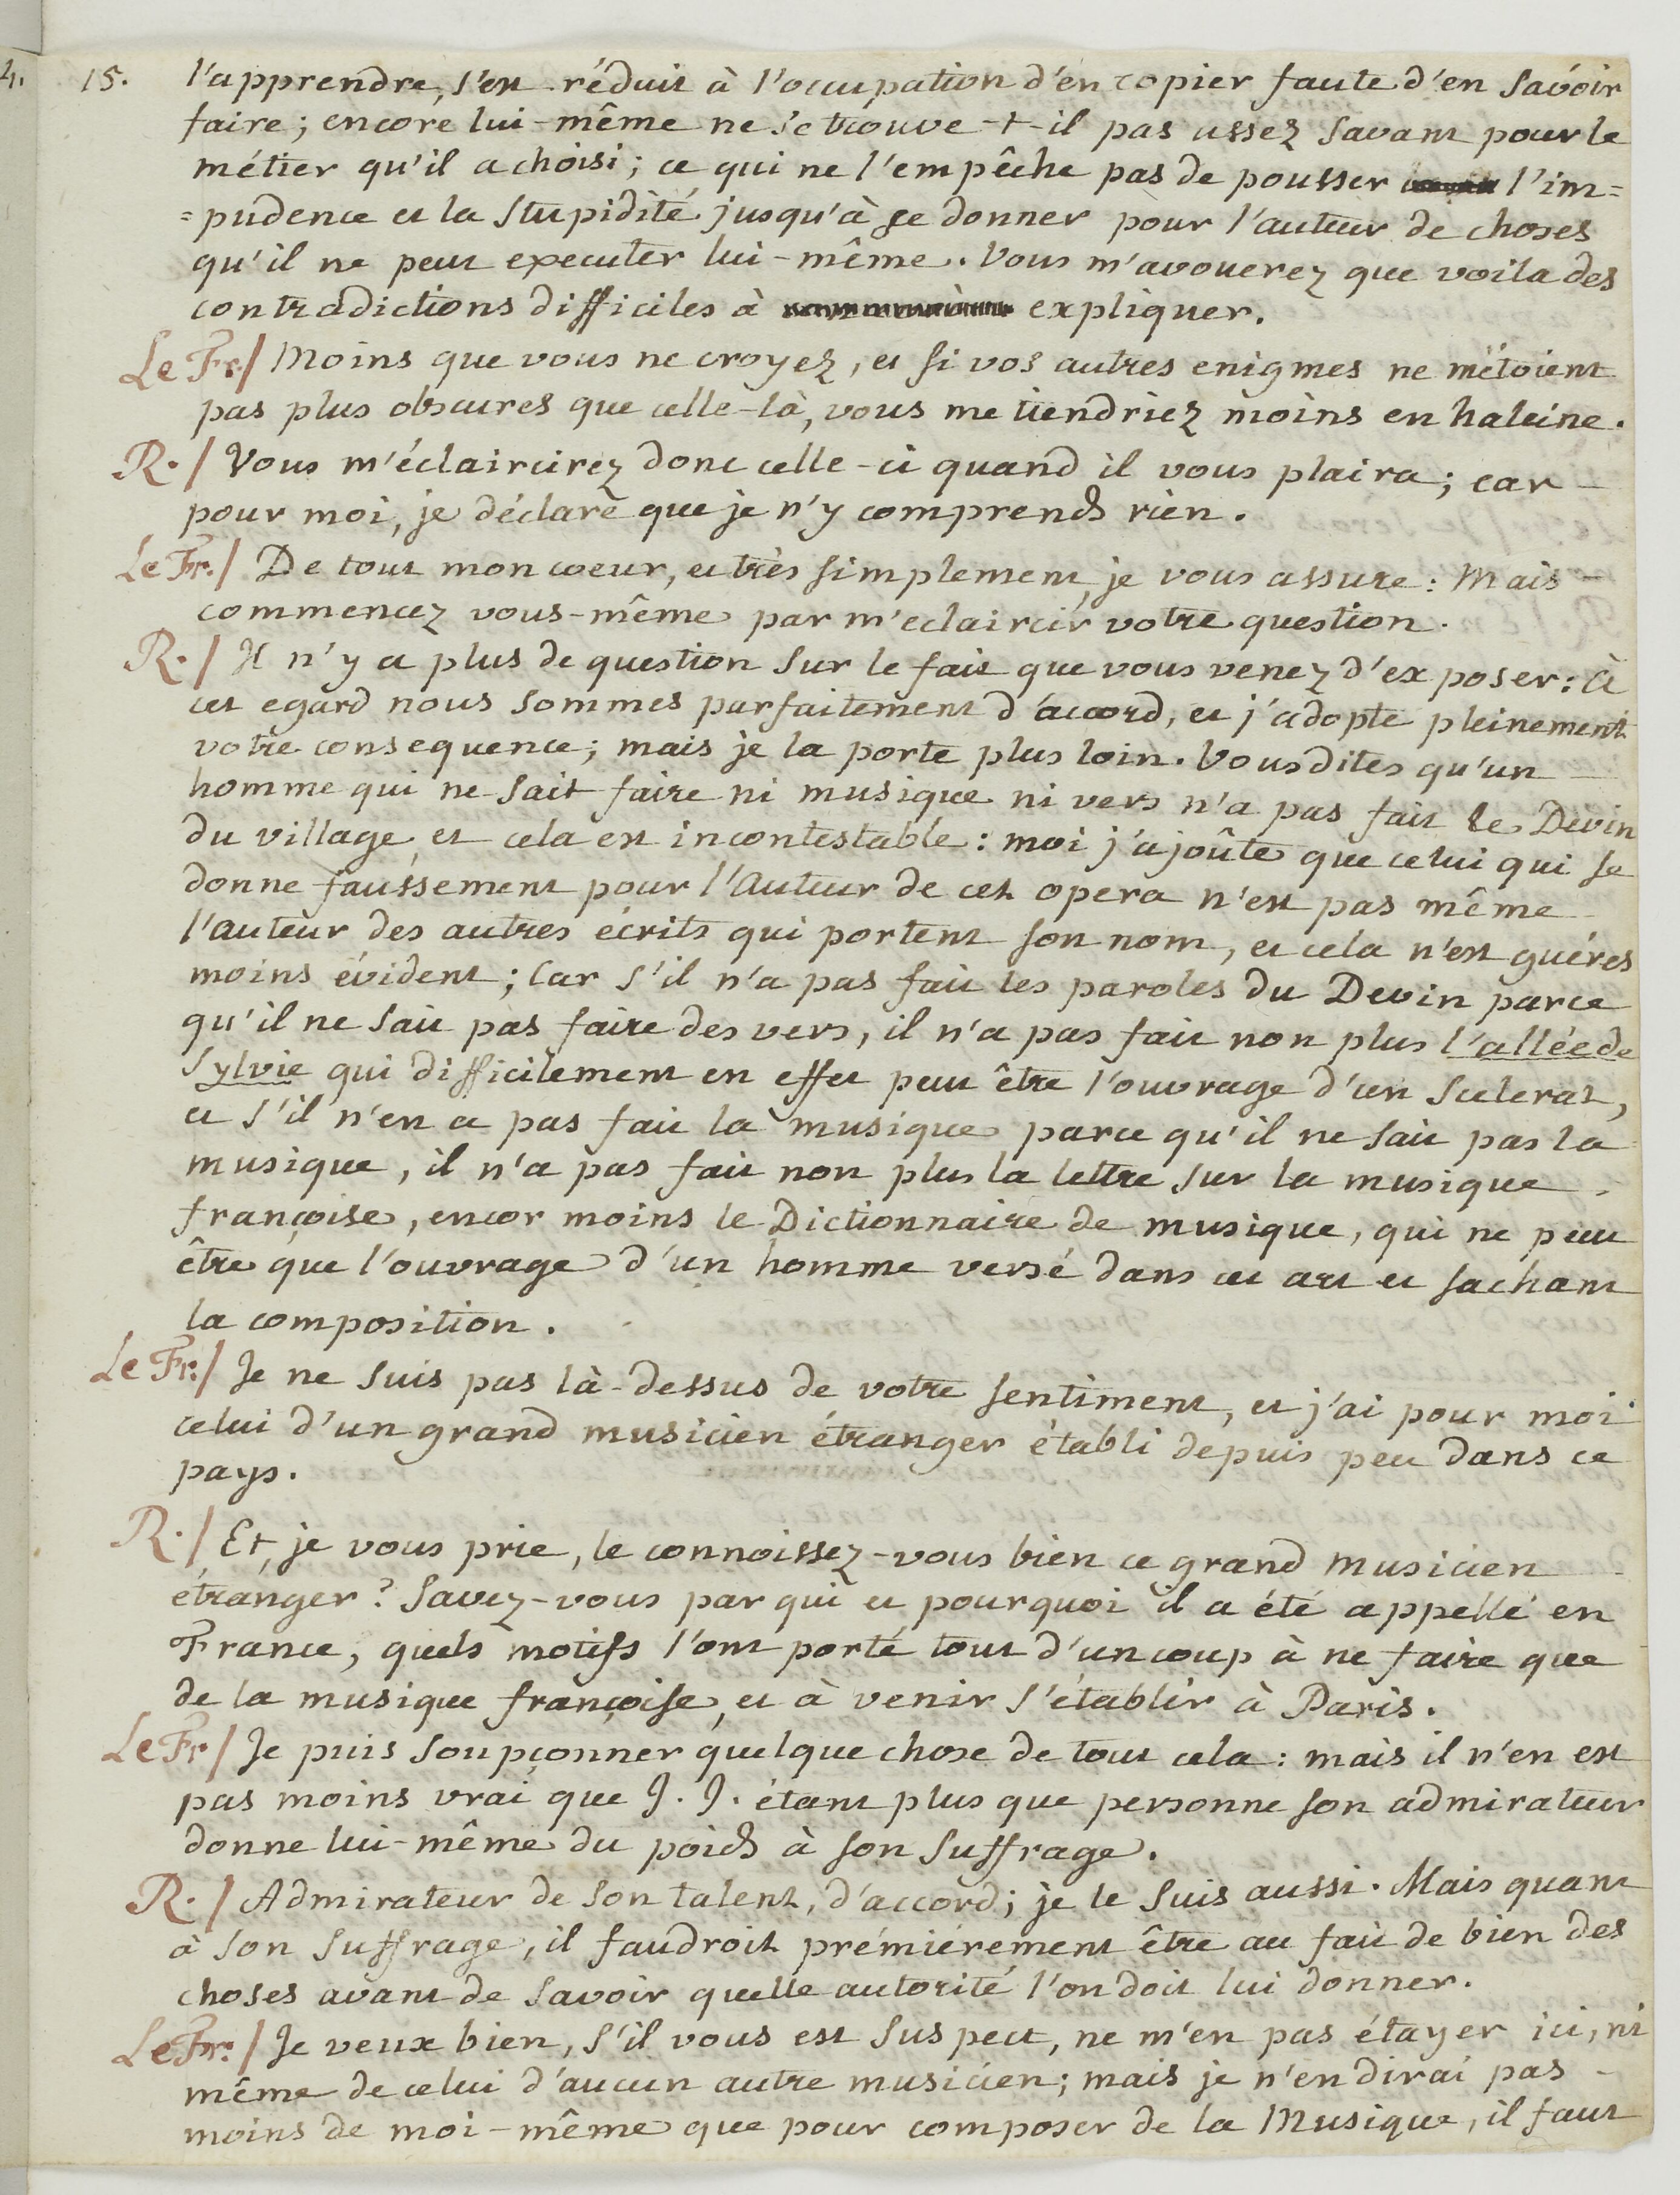 15. l'apprendre, s'est réduit à l'occupation d'en copier faute d'en savoir
faire; encore lui-même ne se trouve-t-il pas assez savant pour le
métier qu'il a choisi; ce qui ne l'empêche pas de pousser l'im=
=pudence et la stupidité jusqu'à se donner pour l'auteur de choses
qu'il ne peut executer lui-même. Vous m'avouerez que voila des
contradictions difficiles à expliquer.
Le Fr:/ Moins que vous ne croyez, et si vos autres enigmes ne m'étoient
pas plus obscures que celle-là, vous me tiendriez moins en haleine.
R./ Vous m'éclaircirez donc celle-ci quand il vous plaira; car
pour moi, je déclare que je n'y comprends rien.
Le Fr./ De tout mon coeur, et très simplement, je vous assure: Mais
commencez vous-même par m'eclaircir votre question.
R./ Il n'y a plus de question sur le fait que vous venez d'exposer: à
cet egard nous sommes parfaitement d'accord, et j'adopte pleinement
votre consequence; mais je la porte plus loin. Vous dites qu'un
homme qui ne sait faire ni musique ni vers n'a pas fait le Devin
du village, et cela est incontestable: moi j'ajoûte que celui qui se
donne faussement pour l'Auteur de cet opera n'est pas même
l'auteur des autres écrits qui portent son nom, et cela n'est guéres
moins évident; Car s'il n'a pas fait les paroles du Devin parce
qu'il ne sait pas faire des vers, il n'a pas fait non plus l'allée de
Sylvie qui difficilement en effet peut être l'ouvrage d'un scelerat,
et s'il n'en a pas fait la musique parce qu'il ne sait pas la
musique, il n'a pas fait non plus la lettre sur la musique
françoise, encor moins le Dictionnaire de musique, qui ne peut
être que l'ouvrage d'un homme versé dans cet art et sachant
la composition.
Le Fr:/ Je ne suis pas là-dessus de votre sentiment, et j'ai pour moi
celui d'un grand musicien étranger établi depuis peu dans ce
pays.
R./ Et, je vous prie, le connoissez-vous bien ce grand musicien
étranger? Savez-vous par qui et pourquoi il a été appellé en
France, quels motifs l'ont porté tout d'un coup à ne faire que
de la musique françoise, et à venir s'établir à Paris.
Le Fr/ Je puis soupçonner quelque chose de tout cela: mais il n'en est
pas moins vrai que J. J. étant plus que personne son admirateur
donne lui-même du poids à son suffrage.
R./ Admirateur de son talent, d'accord; je le suis aussi. Mais quant
à son suffrage, il faudroit prémiérement être au fait de bien des
choses avant de savoir quelle autorité l'on doit lui donner.
Le Fr:/ Je veux bien, s'il vous est suspect, ne m'en pas étayer ici, ni
même de celui d'aucun autre musicien; mais je n'en dirai pas
moins de moi-même que pour composer de la Musique, il faut